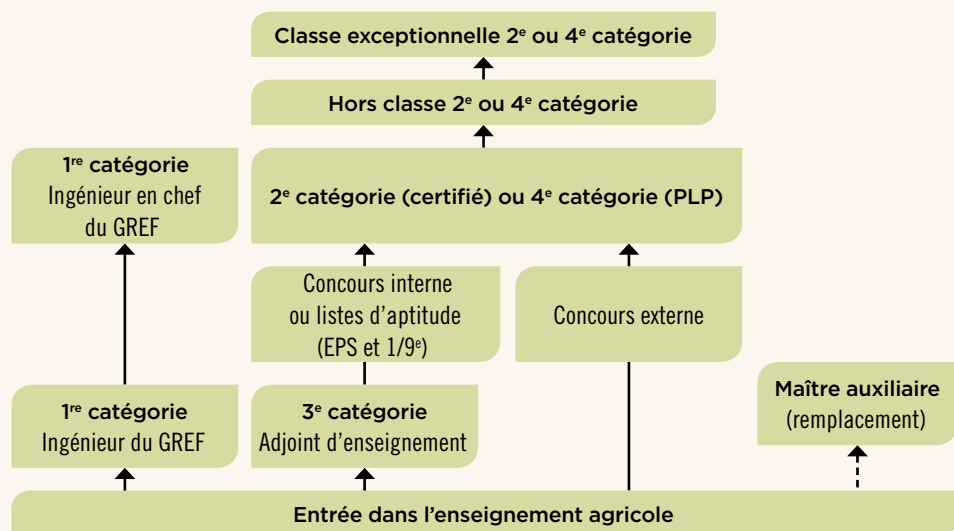 Classe exceptionnelle 2e ou 4e catégorie
Hors classe 2e ou 4e catégorie
1re catégorie
Ingénieur en chef
du GREF
2e catégorie (certifié) ou 4e catégorie (PLP)
Concours interne
ou listes d’aptitude
(EPS et 1/9e)
Concours externe
1re catégorie
Ingénieur du GREF
3e catégorie
Adjoint d’enseignement
Maître auxiliaire
(remplacement)
Entrée dans l’enseignement agricole